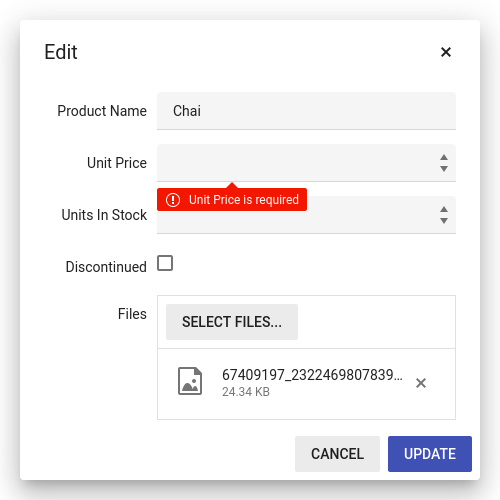 Edit
Product Name Chai
Unit Price
Unit Price is required
Units In Stock
Discontinued
Files
SELECT FILES...
67409197_2322469807839...
24.34 KB
CANCEL UPDATE